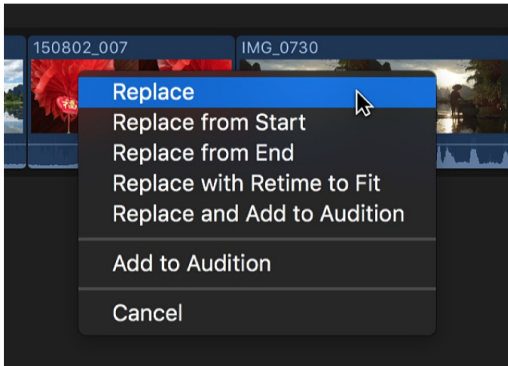 150802_007
IMG_0730
Replace
Replace from Start
Replace from End
Replace with Retime to Fit
Replace and Add to Audition
Add to Audition
Cancel